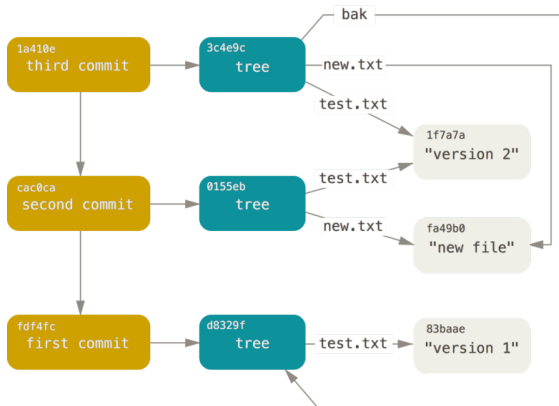 bak
1a410e
third commit
3c4e9c
tree
new.txt
test.txt
1f7a7a
"version 2"
cac0ca
second commit
0155eb
tree
test.txt
new.txt
fa49b0
"new file"
fdf4fc
first commit
d8329f
tree
test.txt
83baae
"version 1"